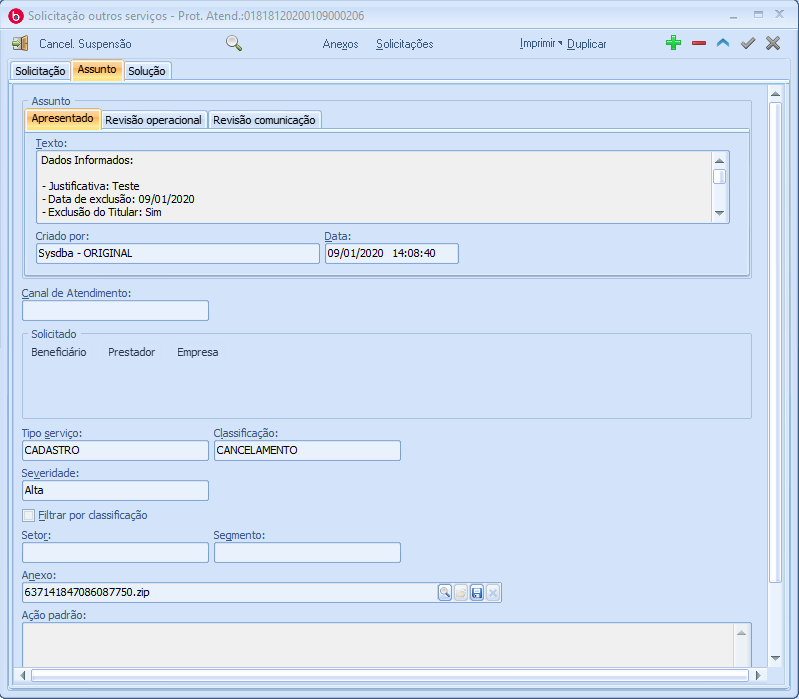 Solicitação outros serviços - Prot. Atend.:01818120200109000206
Cancel. Suspensão Anexos Solicitações Imprimir Duplicar
Solicitação Assunto Solução
Assunto
Apresentado Revisão operacional Revisão comunicação
Texto:
Dados Informados:
- Justificativa: Teste
- Data de exclusão: 09/01/2020
- Exclusão do Titular: Sim
Criado por: Data:
Sysdba - ORIGINAL 09/01/2020 14:08:40
Canal de Atendimento:
Solicitado
Beneficiário Prestador Empresa
Tipo serviço: Classificação:
CADASTRO CANCELAMENTO
Severidade:
Alta
Filtrar por classificação
Setor: Segmento:
Anexo:
637141847086087750.zip
Ação padrão: